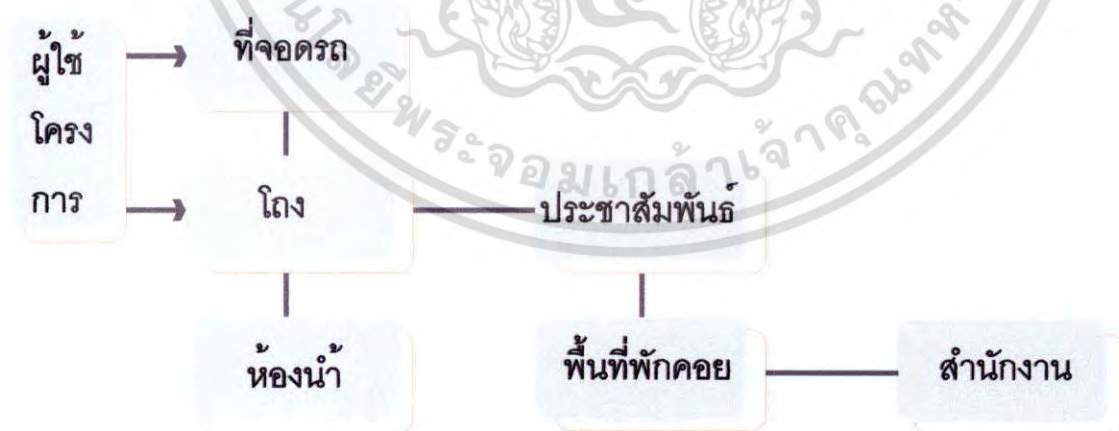 ผู้ใช้
โครง
การ
ที่จอดรถ
โถง
ประชาสัมพันธ์
ห้องน้ำ
พื้นที่พักคอย
สำนักงาน